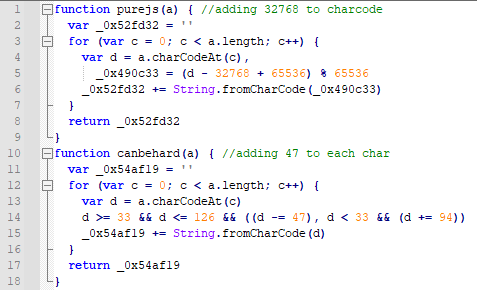 1 function purejs(a) { //adding 32768 to charcode
2 var _0x52fd32 = ''
3 for (var c = 0; c < a.length; c++) {
4 var d = a.charCodeAt(c),
5 _0x490c33 = (d - 32768 + 65536) % 65536
6 _0x52fd32 += String.fromCharCode(_0x490c33)
7 }
8 return _0x52fd32
9 }
10 function canbehard(a) { //adding 47 to each char
11 var _0x54af19 = ''
12 for (var c = 0; c < a.length; c++) {
13 var d = a.charCodeAt(c)
14 d >= 33 && d <= 126 && ((d -= 47), d < 33 && (d += 94))
15 _0x54af19 += String.fromCharCode(d)
16 }
17 return _0x54af19
18 }